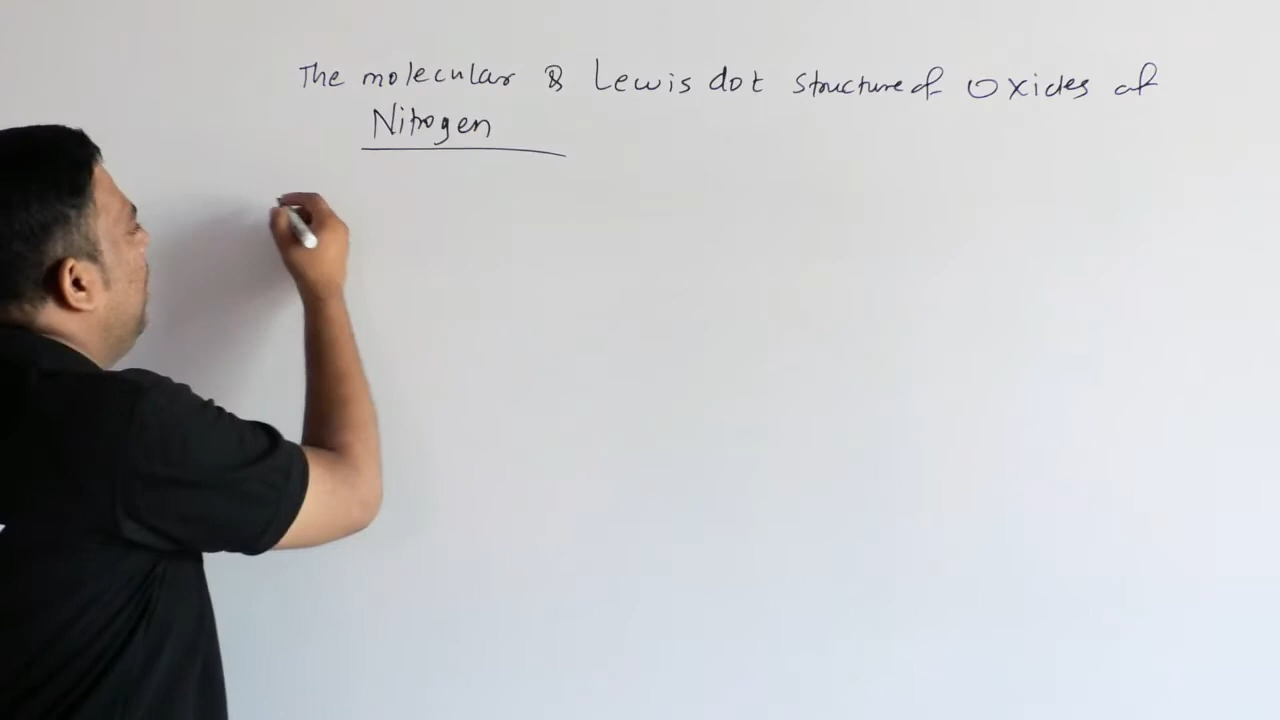 The molecular & Lewis dot structure of Oxides of
Nitrogen